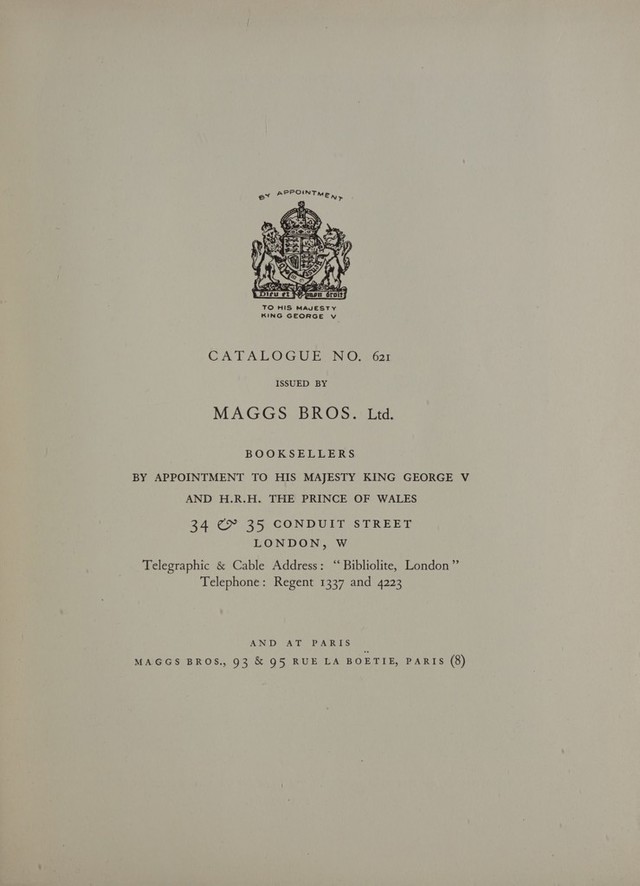 BY APPOINTMENT
Dieu et mon droit
TO HIS MAJESTY
KING GEORGE V
CATALOGUE NO. 621
ISSUED BY
MAGGS BROS. Ltd.
BOOKSELLERS
BY APPOINTMENT TO HIS MAJESTY KING GEORGE V
AND H.R.H. THE PRINCE OF WALES
34 & 35 CONDUIT STREET
LONDON, W
Telegraphic & Cable Address: “Bibliolite, London”
Telephone: Regent 1337 and 4223
AND AT PARIS
MAGGS BROS., 93 & 95 RUE LA BOËTIE, PARIS (8)